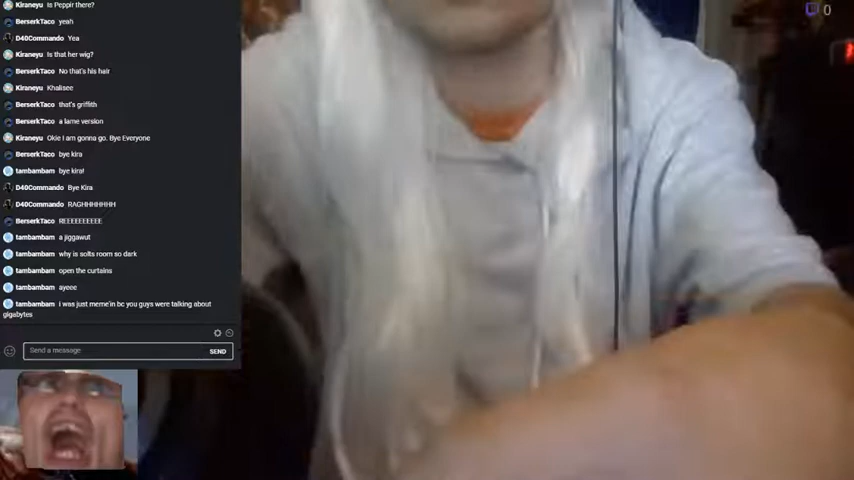 Kiraneyu Is Peppir there?
BerserkTaco yeah
D40Commando Yea
Kiraneyu Is that her wig?
BerserkTaco No that's his hair
Kiraneyu Khalisee
BerserkTaco that's griffith
BerserkTaco a lame version
Kiraneyu Okie I am gonna go. Bye Everyone
BerserkTaco bye kira
tambambam bye kira!
D40Commando Bye Kira
D40Commando RAGHHHHHHH
BerserkTaco REEEEEEEEEE
tambambam a jiggawut
tambambam why is solts room so dark
tambambam open the curtains
tambambam ayeee
tambambam i was just meme'in bc you guys were talking about
gigabytes
Send a message
SEND
0